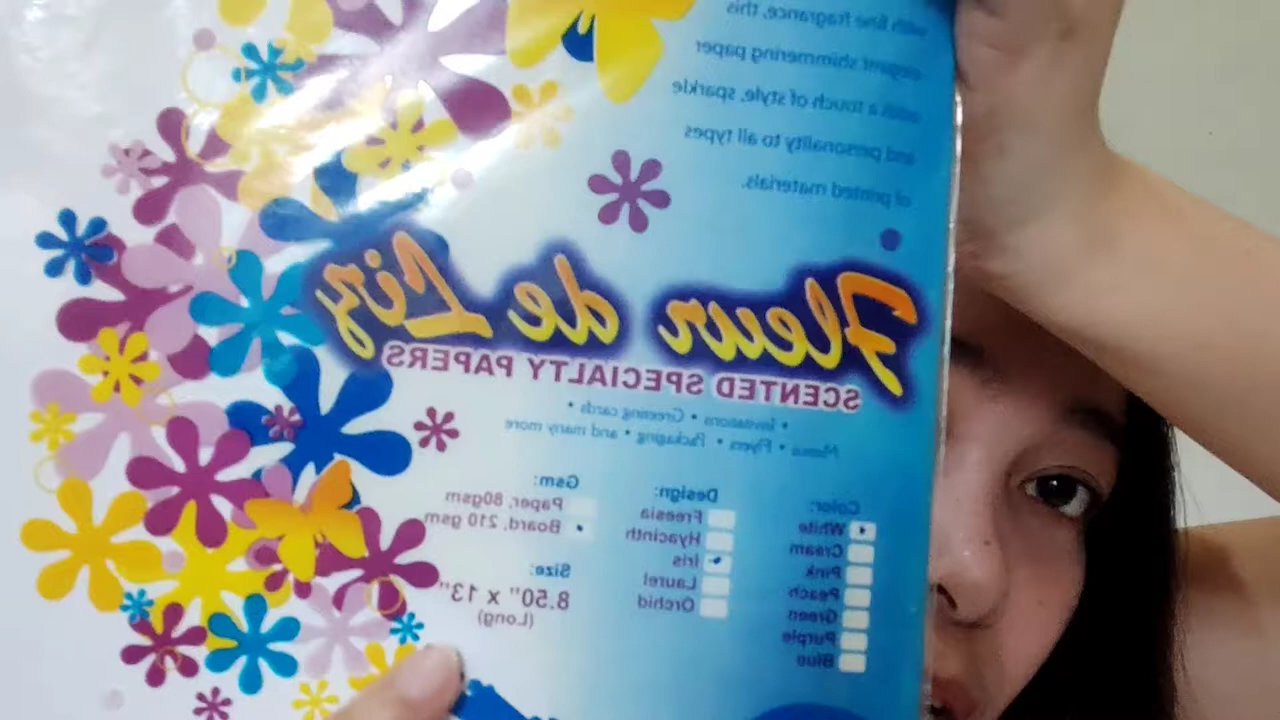 with fine fragrance, this
elegant shimmering paper
with a touch of style, sparkle
and personality to all types
of printed materials.
Fleur de Liz
SCENTED SPECIALTY PAPERS
• Invitations • Greeting cards •
Menus • Flyers • Packaging • and many more
Color:
White
Cream
Pink
Peach
Green
Purple
Blue
Design:
Freesia
Hyacinth
Iris
Laurel
Orchid
Gsm:
Paper, 80gsm
Board, 210 gsm
Size:
8.50" x 13"
(Long)